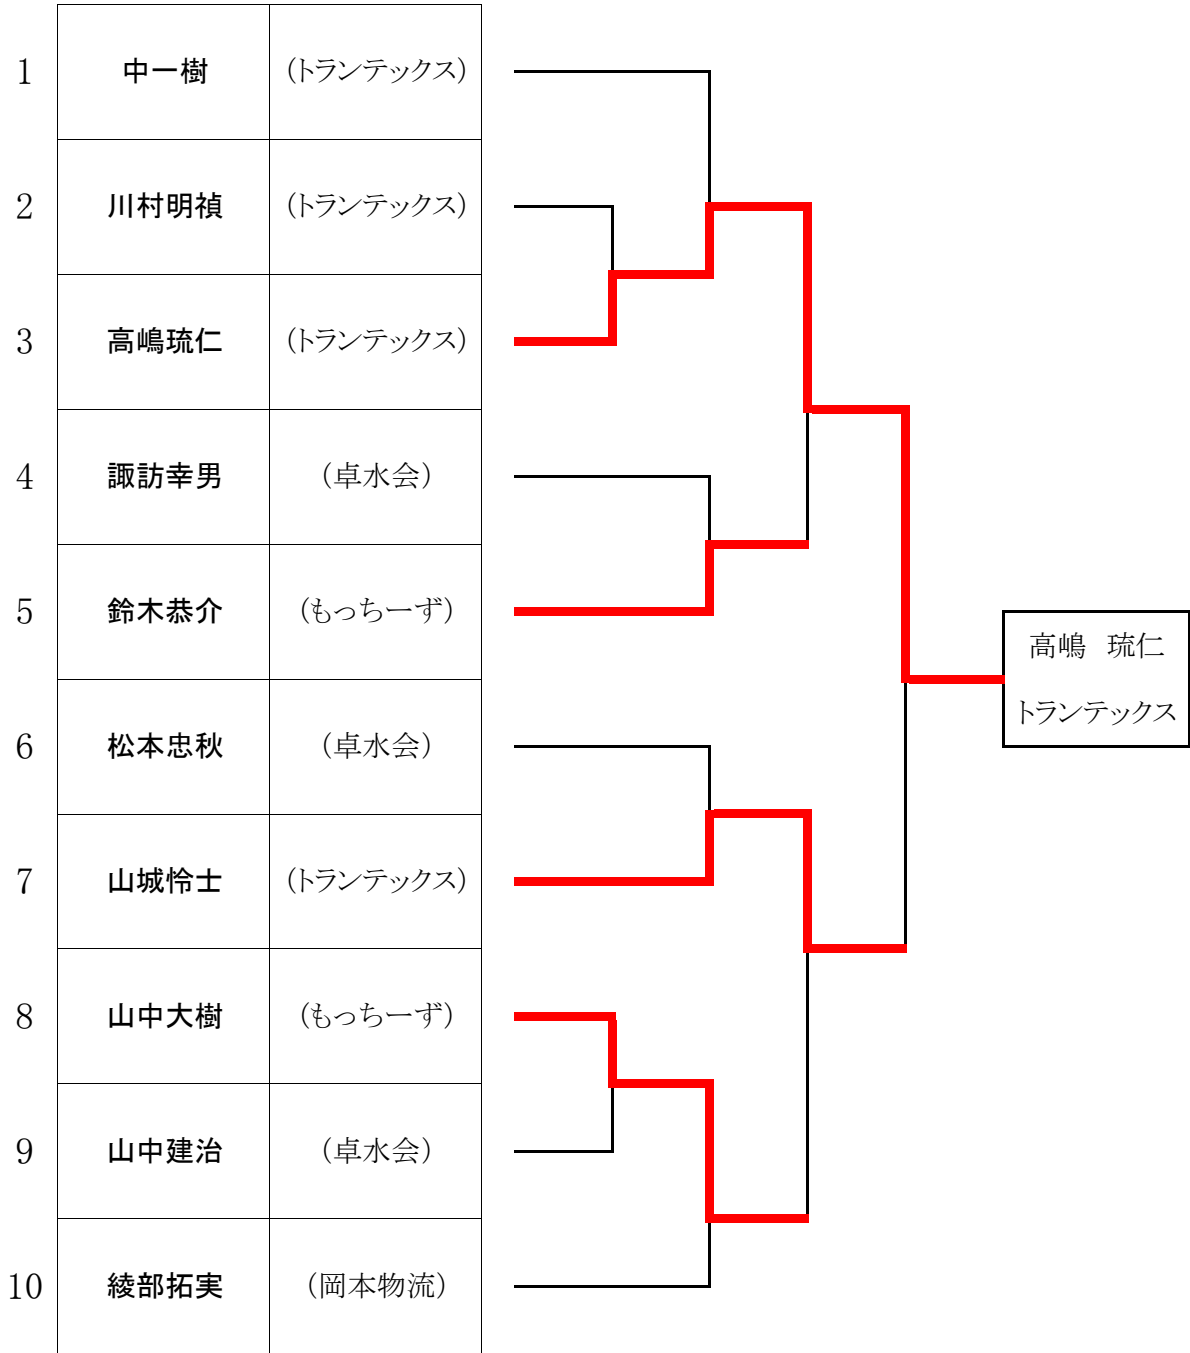 1 中一樹 (トランテックス)
2 川村明禎 (トランテックス)
3 高嶋琉仁 (トランテックス)
4 諏訪幸男 (卓水会)
5 鈴木恭介 (もっちーず)
高嶋 琉仁
トランテックス
6 松本忠秋 (卓水会)
7 山城怜士 (トランテックス)
8 山中大樹 (もっちーず)
9 山中建治 (卓水会)
10 綾部拓実 (岡本物流)